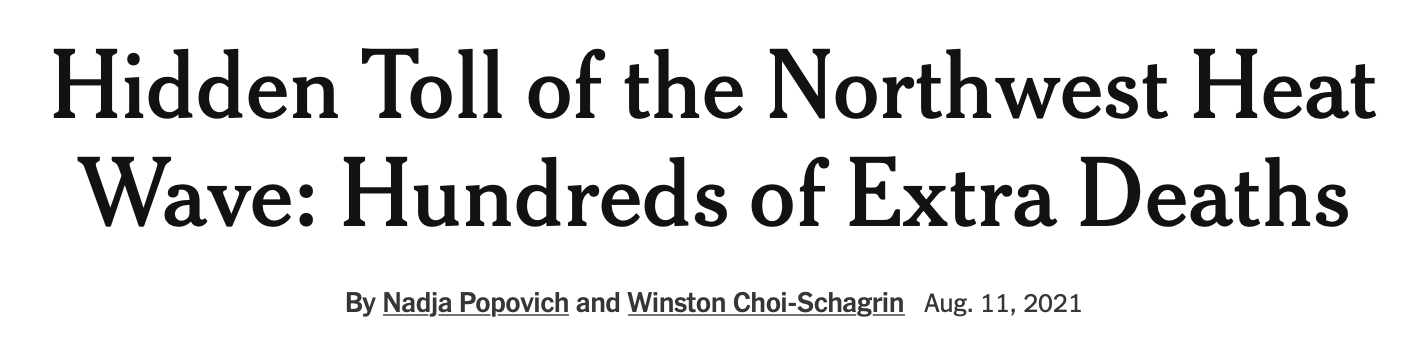 Hidden Toll of the Northwest Heat
Wave: Hundreds of Extra Deaths
By Nadja Popovich and Winston Choi-Schagrin Aug. 11, 2021